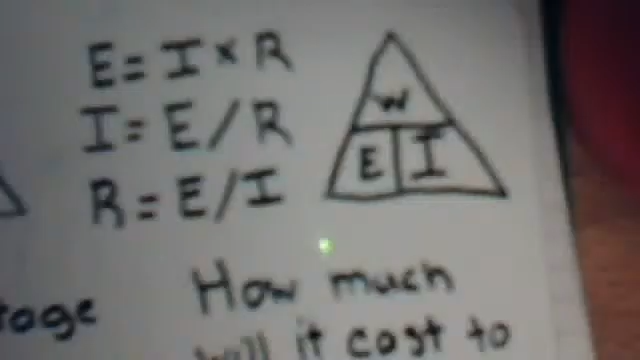 E = I × R
I = E / R
R = E / I
W
E I
How much
will it cost to